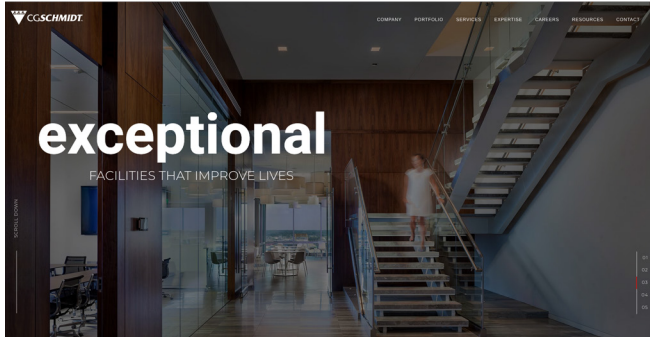 CGSCHMIDT.
COMPANY PORTFOLIO SERVICES EXPERTISE CAREERS RESOURCES CONTACT
exceptional
FACILITIES THAT IMPROVE LIVES
SCROLL DOWN
01
02
03
04
05